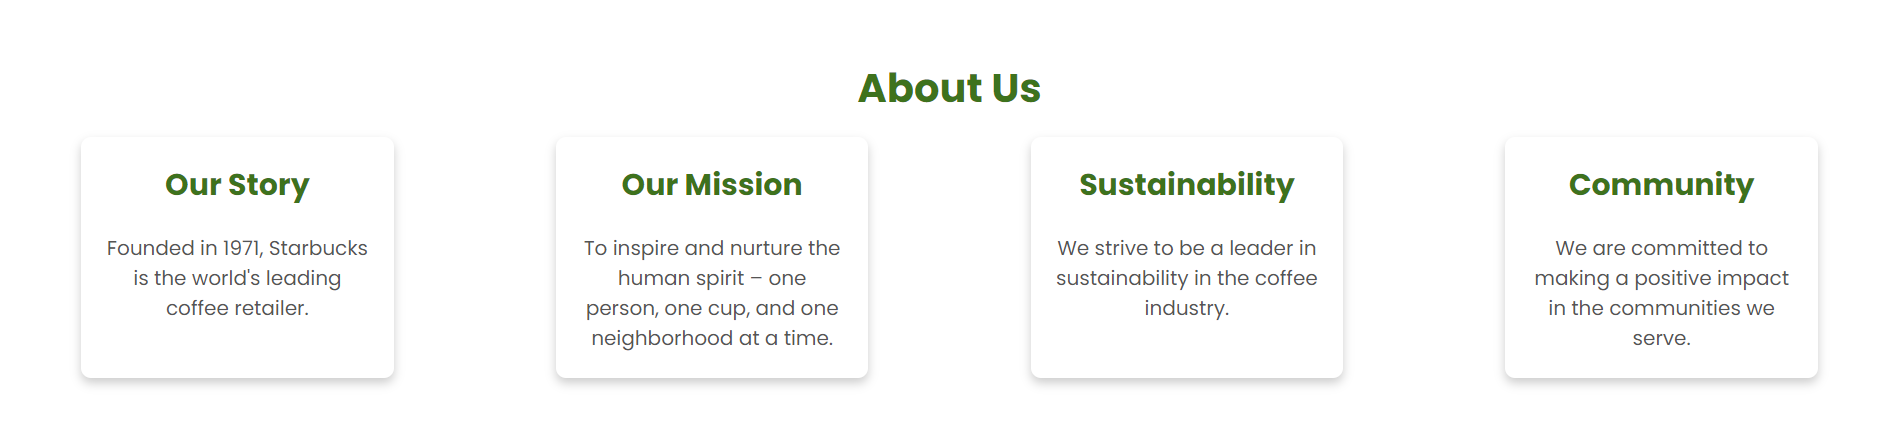 About Us
Our Story
Founded in 1971, Starbucks
is the world's leading
coffee retailer.
Our Mission
To inspire and nurture the
human spirit – one
person, one cup, and one
neighborhood at a time.
Sustainability
We strive to be a leader in
sustainability in the coffee
industry.
Community
We are committed to
making a positive impact
in the communities we
serve.